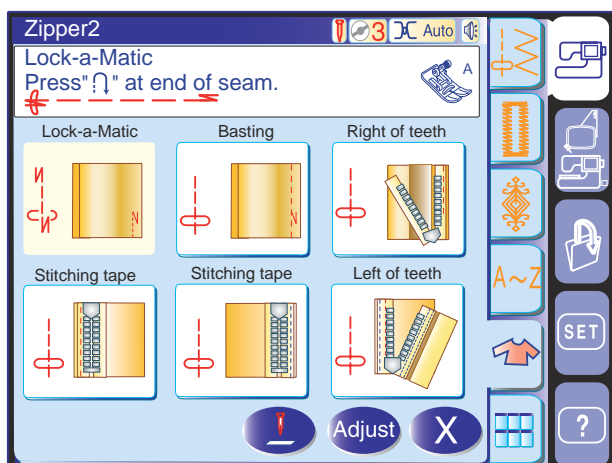 Zipper2
3 Auto
Lock-a-Matic
Press"⋂" at end of seam.
A
Lock-a-Matic Basting Right of teeth
Stitching tape Stitching tape Left of teeth
A~Z
SET
Adjust X
?